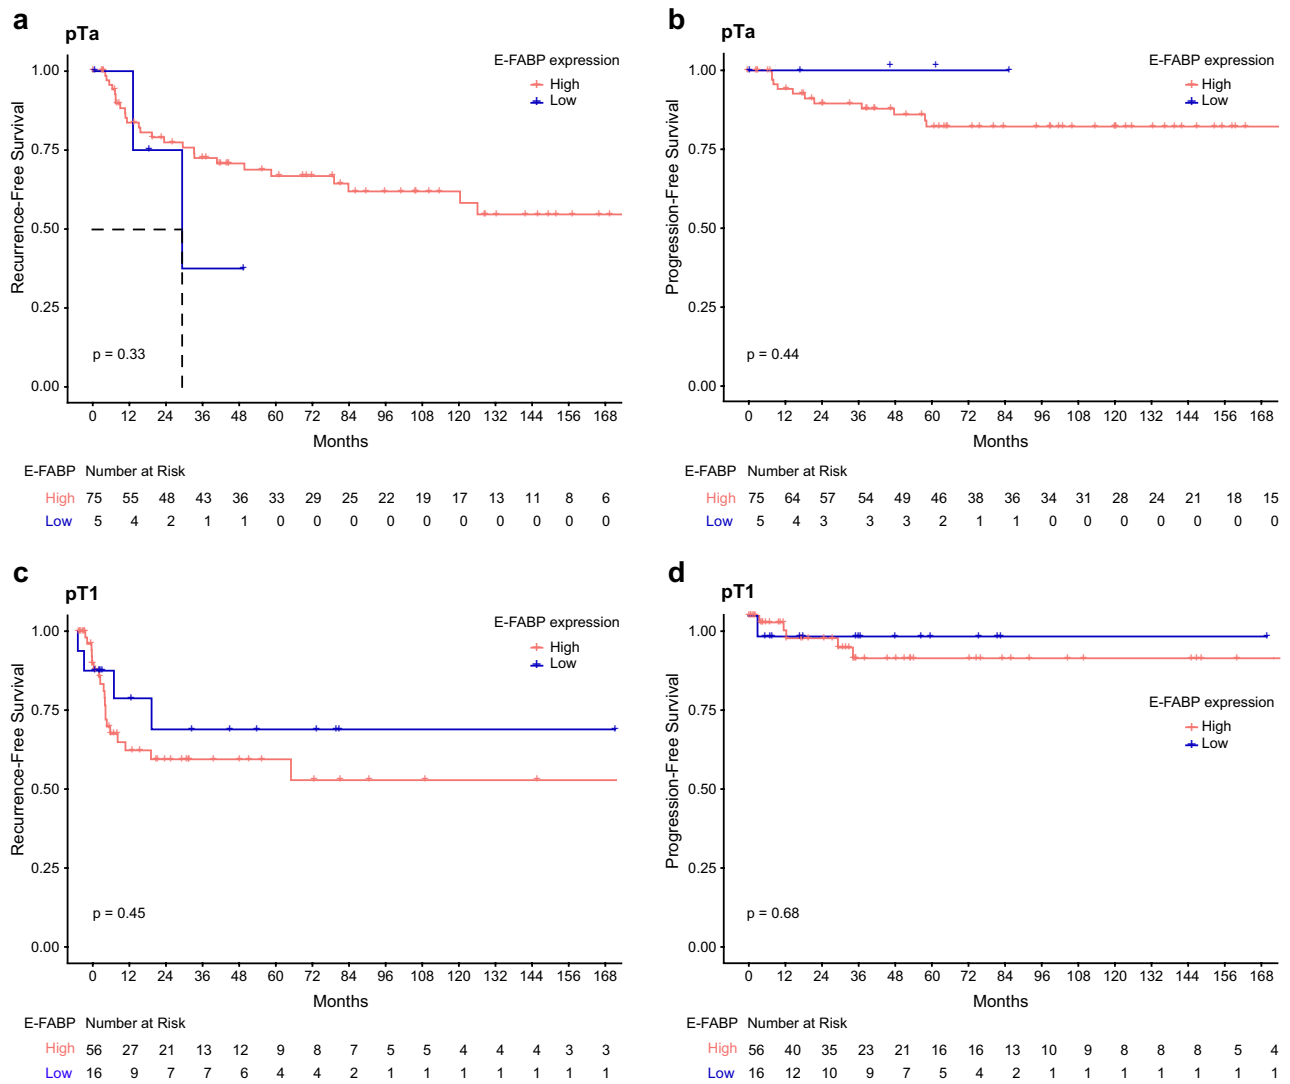 a
pTa
Recurrence-Free Survival
1.00
0.75
0.50
0.25
0.00
E-FABP expression
High
Low
p = 0.33
0 12 24 36 48 60 72 84 96 108 120 132 144 156 168
Months
E-FABP Number at Risk
High 75 55 48 43 36 33 29 25 22 19 17 13 11 8 6
Low 5 4 2 1 1 0 0 0 0 0 0 0 0 0 0
b
pTa
Progression-Free Survival
1.00
0.75
0.50
0.25
0.00
E-FABP expression
High
Low
p = 0.44
0 12 24 36 48 60 72 84 96 108 120 132 144 156 168
Months
E-FABP Number at Risk
High 75 64 57 54 49 46 38 36 34 31 28 24 21 18 15
Low 5 4 3 3 3 2 1 1 0 0 0 0 0 0 0
c
pT1
Recurrence-Free Survival
1.00
0.75
0.50
0.25
0.00
E-FABP expression
High
Low
p = 0.45
0 12 24 36 48 60 72 84 96 108 120 132 144 156 168
Months
E-FABP Number at Risk
High 56 27 21 13 12 9 8 7 5 5 4 4 4 3 3
Low 16 9 7 7 6 4 4 2 1 1 1 1 1 1 1
d
pT1
Progression-Free Survival
1.00
0.75
0.50
0.25
0.00
E-FABP expression
High
Low
p = 0.68
0 12 24 36 48 60 72 84 96 108 120 132 144 156 168
Months
E-FABP Number at Risk
High 56 40 35 23 21 16 16 13 10 9 8 8 8 5 4
Low 16 12 10 9 7 5 4 2 1 1 1 1 1 1 1